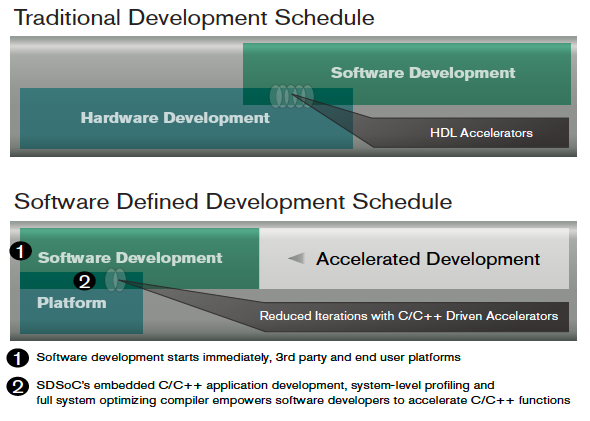 Traditional Development Schedule
Software Development
Hardware Development
HDL Accelerators
Software Defined Development Schedule
1 Software Development
Accelerated Development
2
Platform
Reduced Iterations with C/C++ Driven Accelerators
1 Software development starts immediately, 3rd party and end user platforms
2 SDSoC's embedded C/C++ application development, system-level profiling and
full system optimizing compiler empowers software developers to accelerate C/C++ functions